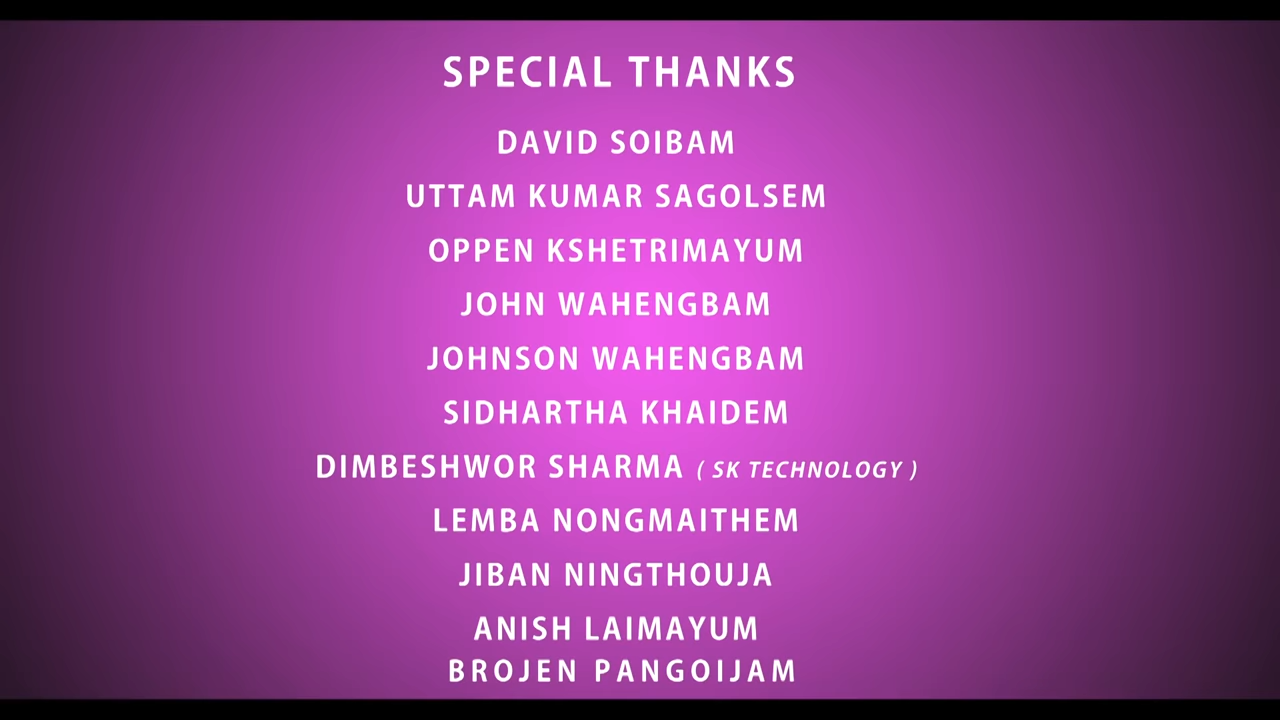 SPECIAL THANKS
DAVID SOIBAM
UTTAM KUMAR SAGOLSEM
OPPEN KSHETRIMAYUM
JOHN WAHENGBAM
JOHNSON WAHENGBAM
SIDHARTHA KHAIDEM
DIMBESHWOR SHARMA ( SK TECHNOLOGY )
LEMBA NONGMAITHEM
JIBAN NINGTHOUJA
ANISH LAIMAYUM
BROJEN PANGOIJAM